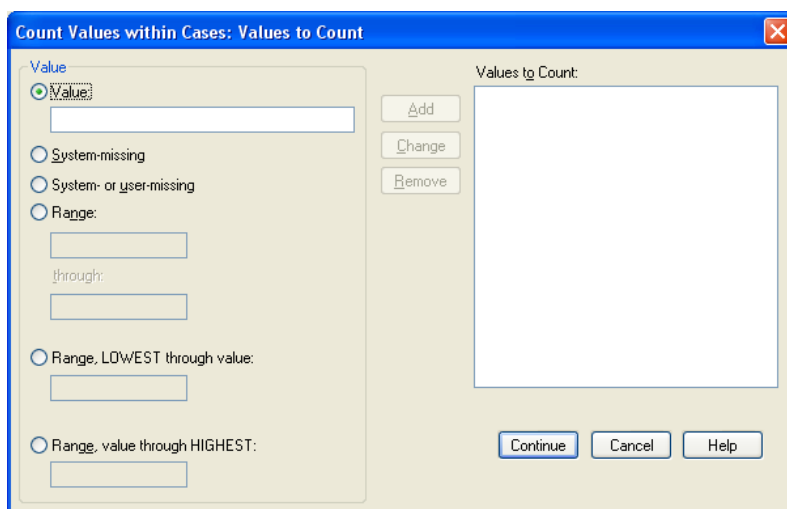 Count Values within Cases: Values to Count
Value
Value:
System-missing
System- or user-missing
Range:
through:
Range, LOWEST through value:
Range, value through HIGHEST:
Add
Change
Remove
Values to Count:
Continue
Cancel
Help